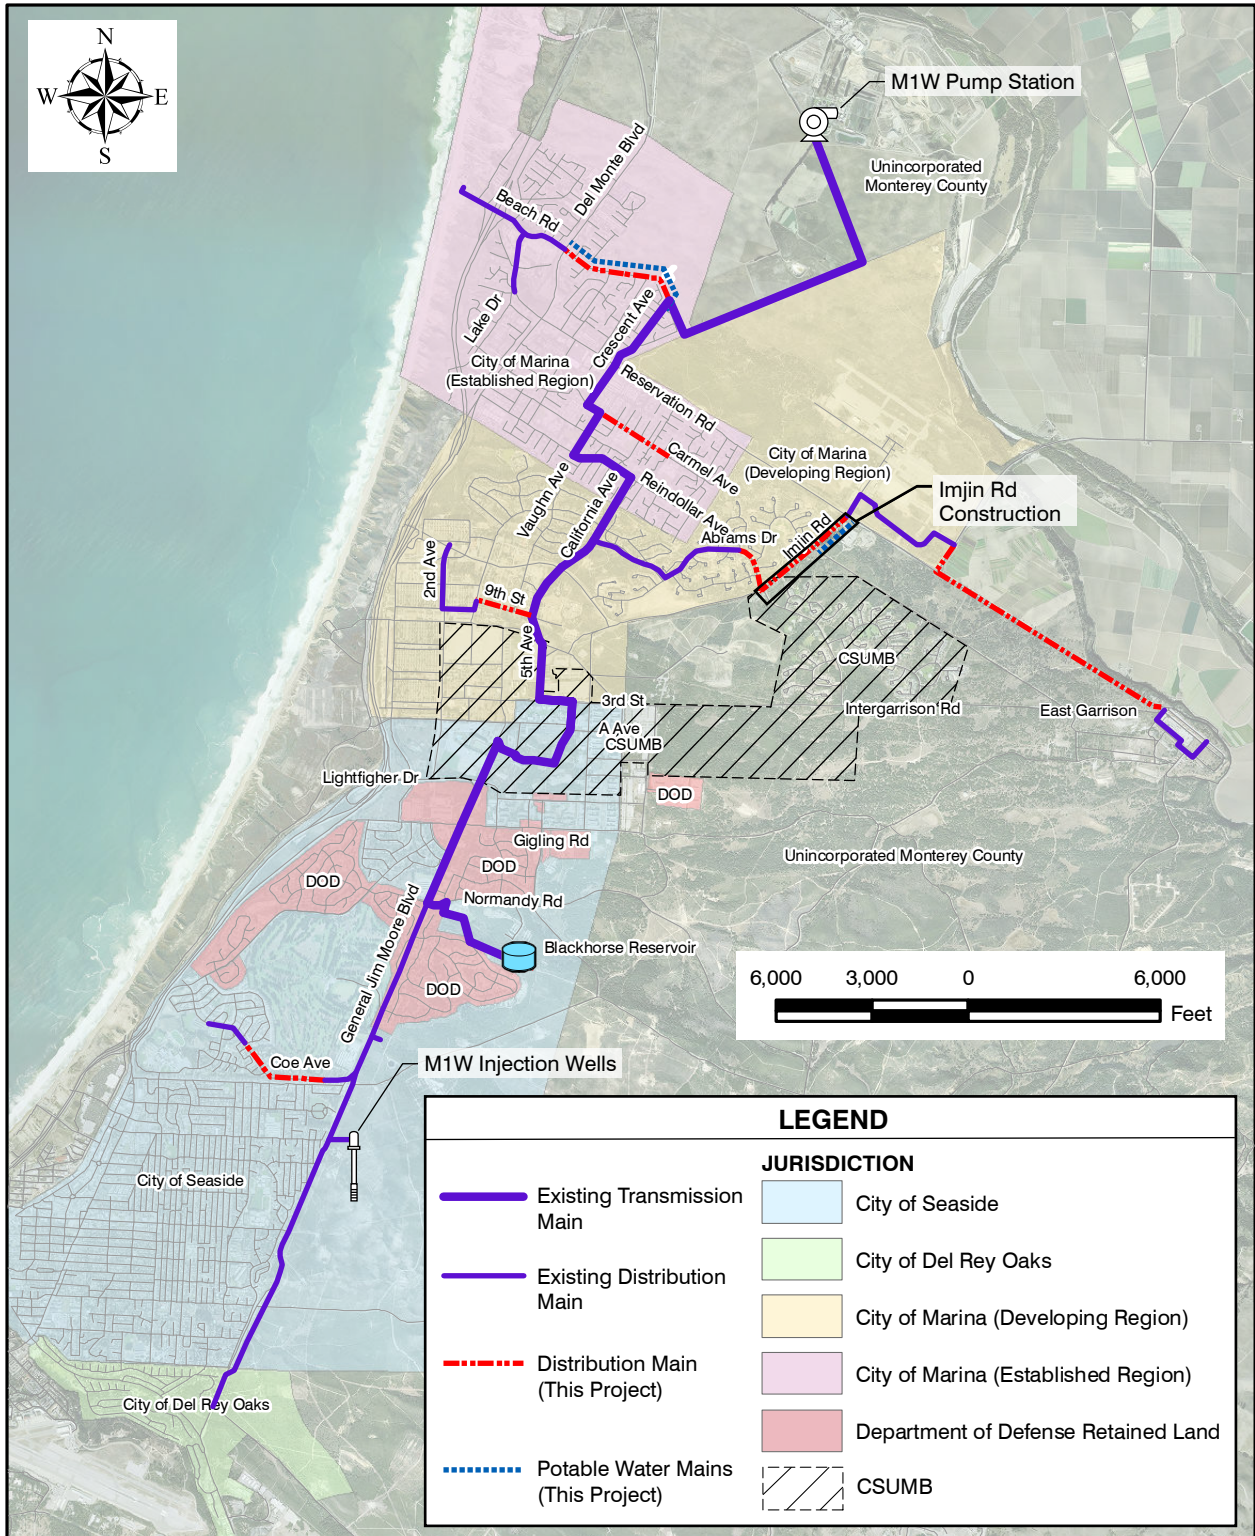 N
W
E
S
M1W Pump Station
Unincorporated
Monterey County
Del Monte Blvd
Beach Rd
Lake Dr
Crescent Ave
City of Marina
(Established Region)
Reservation Rd
Carmel Ave
City of Marina
(Developing Region)
Vaughn Ave
California Ave
Reindollar Ave
Abrams Dr
Imjin Rd
Imjin Rd
Construction
2nd Ave
9th St
5th Ave
CSUMB
3rd St
A Ave
CSUMB
Intergarrison Rd
East Garrison
Lightfigher Dr
DOD
Gigling Rd
Unincorporated Monterey County
DOD
DOD
Normandy Rd
General Jim Moore Blvd
Blackhorse Reservoir
DOD
6,000
3,000
0
6,000
Feet
Coe Ave
M1W Injection Wells
City of Seaside
City of Del Rey Oaks
LEGEND
Existing Transmission
Main
Existing Distribution
Main
Distribution Main
(This Project)
Potable Water Mains
(This Project)
JURISDICTION
City of Seaside
City of Del Rey Oaks
City of Marina (Developing Region)
City of Marina (Established Region)
Department of Defense Retained Land
CSUMB